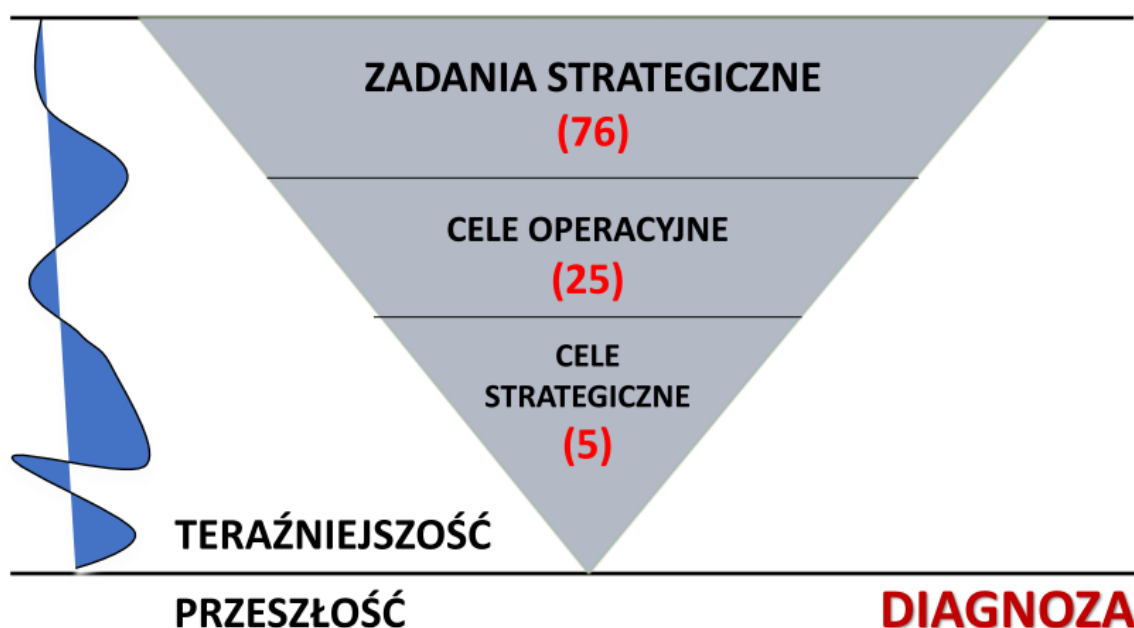 ZADANIA STRATEGICZNE
(76)
CELE OPERACYJNE
(25)
CELE
STRATEGICZNE
(5)
TERAŹNIEJSZOŚĆ
PRZESZŁOŚĆ
DIAGNOZA